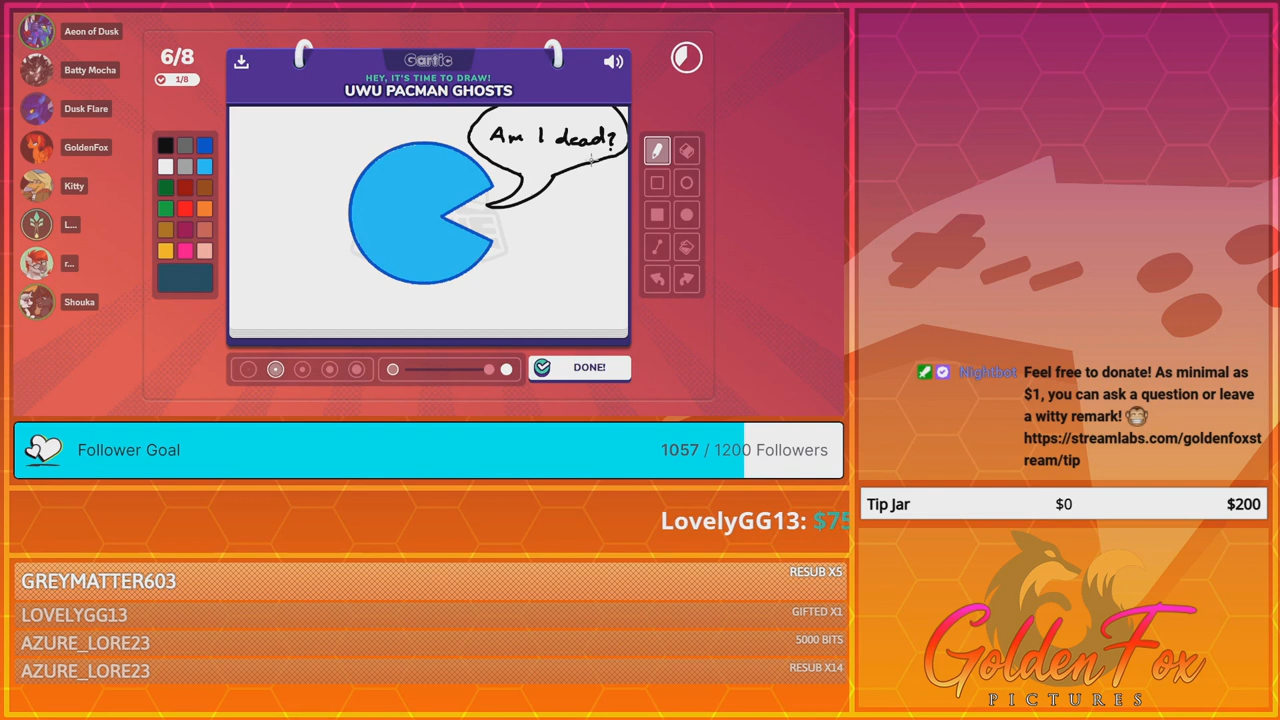 Aeon of Dusk
Batty Mocha
Dusk Flare
GoldenFox
Kitty
L...
r...
Shouka
6/8
1/8
Gartic
HEY, IT'S TIME TO DRAW!
UWU PACMAN GHOSTS
Am I dead?
DONE!
Follower Goal
1057 / 1200 Followers
LovelyGG13: $75
GREYMATTER603 RESUB X5
LOVELYGG13 GIFTED X1
AZURE_LORE23 5000 BITS
AZURE_LORE23 RESUB X14
Nightbot Feel free to donate! As minimal as
$1, you can ask a question or leave
a witty remark!
https://streamlabs.com/goldenfoxst
ream/tip
Tip Jar $0 $200
GoldenFox
PICTURES